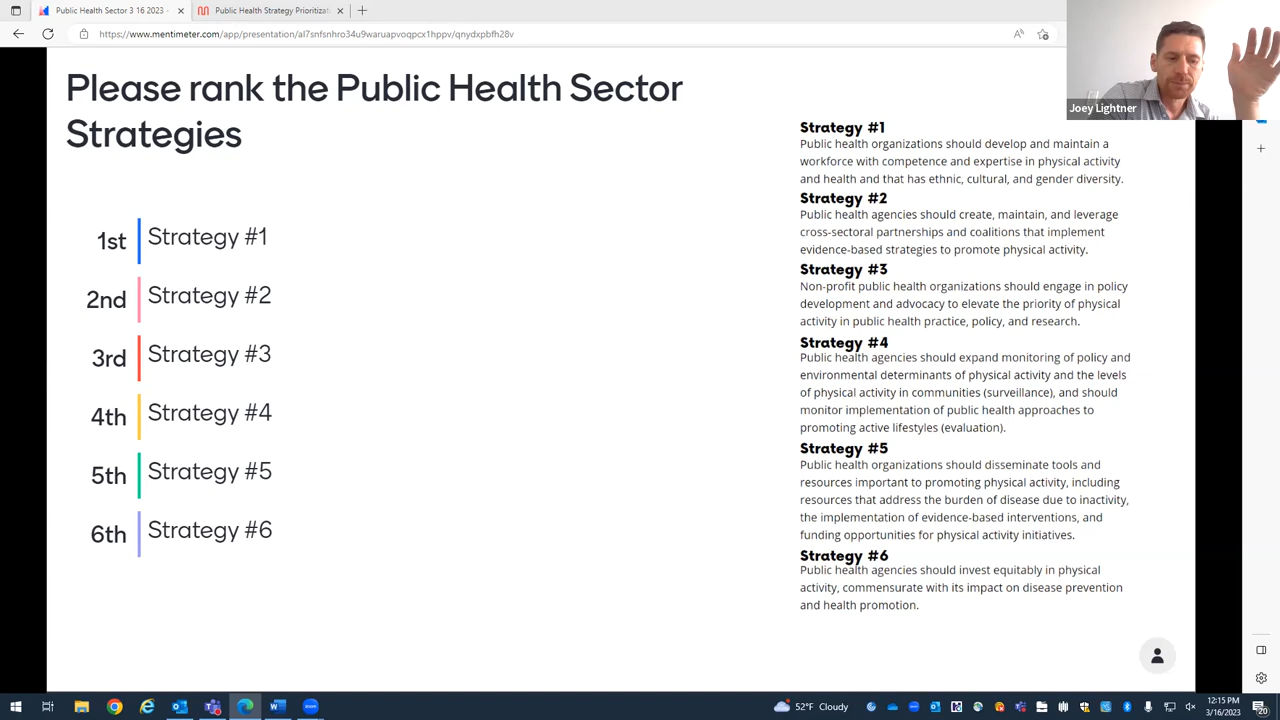 Public Health Sector 3 16 2023 -
Public Health Strategy Prioritizat
https://www.mentimeter.com/app/presentation/al7snfsnhro34u9waruapvoqpcx1hppv/qnydxpbfh28v
Joey Lightner
Please rank the Public Health Sector
Strategies
1st Strategy #1
2nd Strategy #2
3rd Strategy #3
4th Strategy #4
5th Strategy #5
6th Strategy #6
Strategy #1
Public health organizations should develop and maintain a
workforce with competence and expertise in physical activity
and health and that has ethnic, cultural, and gender diversity.
Strategy #2
Public health agencies should create, maintain, and leverage
cross-sectoral partnerships and coalitions that implement
evidence-based strategies to promote physical activity.
Strategy #3
Non-profit public health organizations should engage in policy
development and advocacy to elevate the priority of physical
activity in public health practice, policy, and research.
Strategy #4
Public health agencies should expand monitoring of policy and
environmental determinants of physical activity and the levels
of physical activity in communities (surveillance), and should
monitor implementation of public health approaches to
promoting active lifestyles (evaluation).
Strategy #5
Public health organizations should disseminate tools and
resources important to promoting physical activity, including
resources that address the burden of disease due to inactivity,
the implementation of evidence-based interventions, and
funding opportunities for physical activity initiatives.
Strategy #6
Public health agencies should invest equitably in physical
activity, commensurate with its impact on disease prevention
and health promotion.
52°F Cloudy
12:15 PM
3/16/2023
20